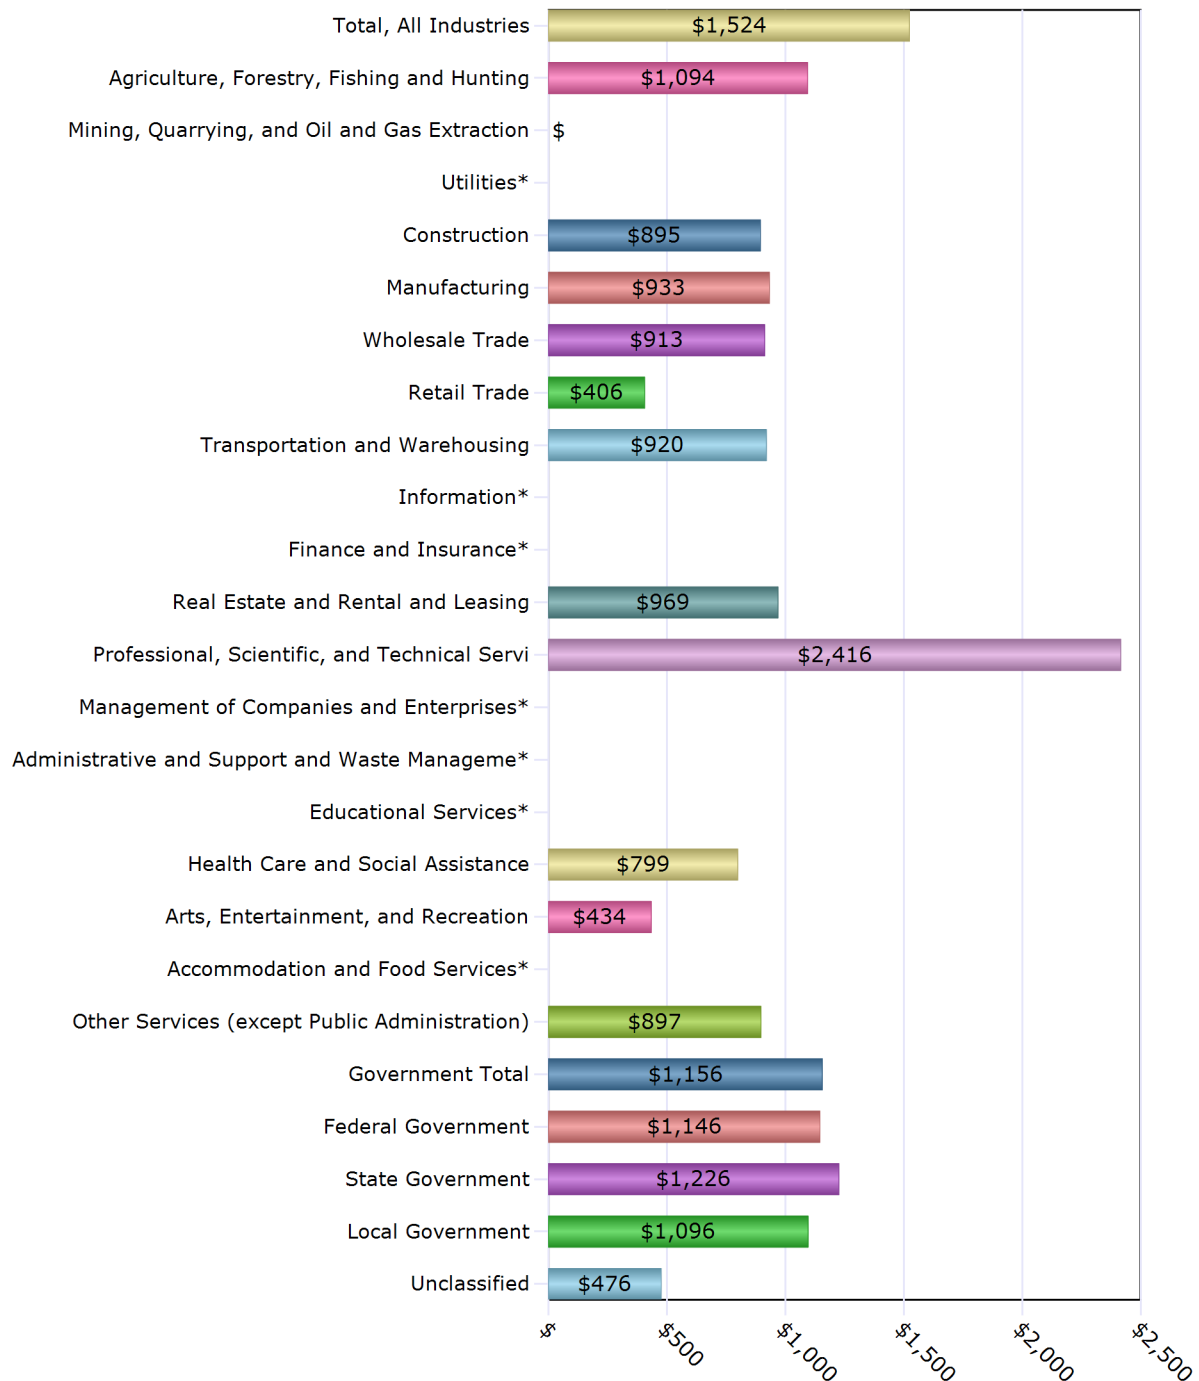 Total, All Industries $1,524
Agriculture, Forestry, Fishing and Hunting $1,094
Mining, Quarrying, and Oil and Gas Extraction $
Utilities*
Construction $895
Manufacturing $933
Wholesale Trade $913
Retail Trade $406
Transportation and Warehousing $920
Information*
Finance and Insurance*
Real Estate and Rental and Leasing $969
Professional, Scientific, and Technical Servi $2,416
Management of Companies and Enterprises*
Administrative and Support and Waste Manageme*
Educational Services*
Health Care and Social Assistance $799
Arts, Entertainment, and Recreation $434
Accommodation and Food Services*
Other Services (except Public Administration) $897
Government Total $1,156
Federal Government $1,146
State Government $1,226
Local Government $1,096
Unclassified $476
$ $500 $1,000 $1,500 $2,000 $2,500